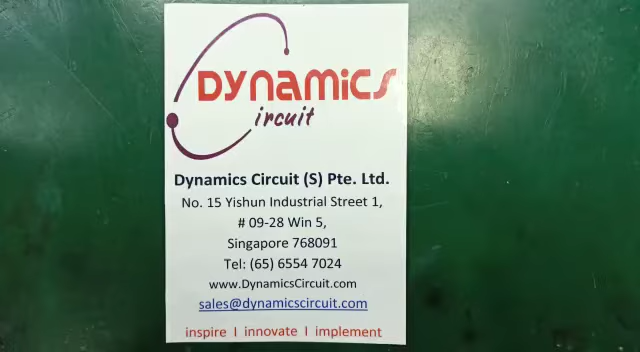 DYNAMICS
ircuit
Dynamics Circuit (S) Pte. Ltd.
No. 15 Yishun Industrial Street 1,
# 09-28 Win 5,
Singapore 768091
Tel: (65) 6554 7024
www.DynamicsCircuit.com
sales@dynamicscircuit.com
inspire I innovate I implement